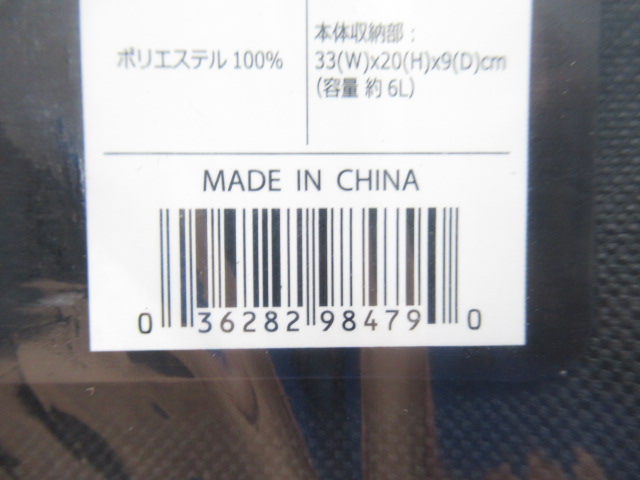 ポリエステル 100%
本体収納部：
33(W)x20(H)x9(D)cm
(容量 約 6L)
MADE IN CHINA
0 36282 98479 0